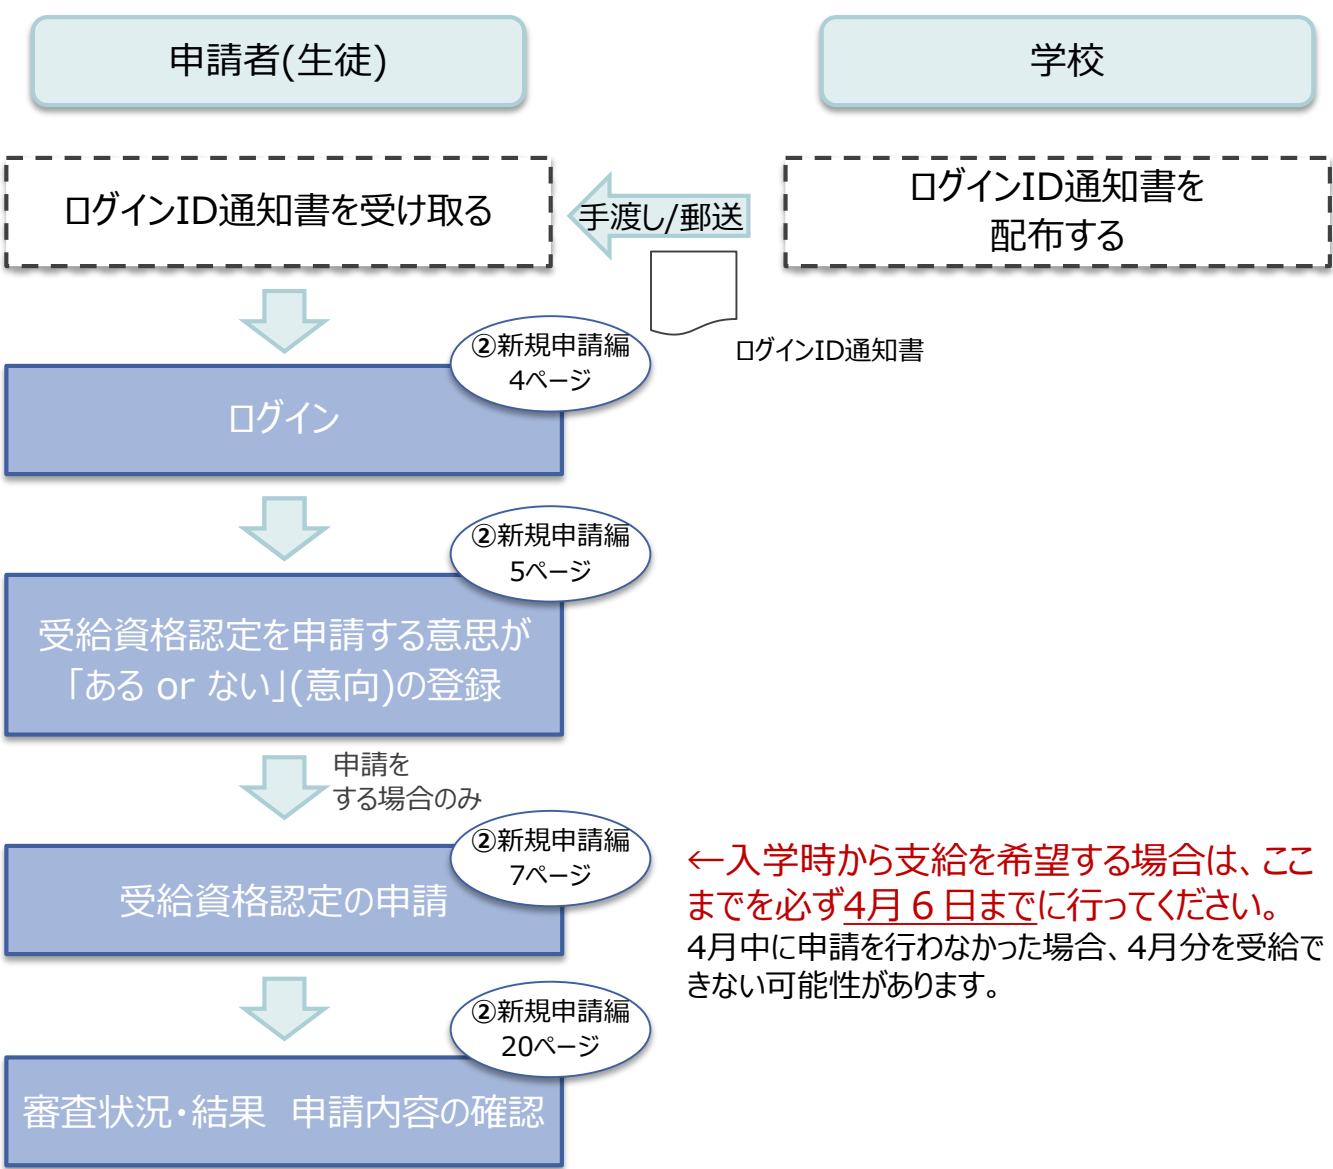 申請者(生徒)
学校
ログインID通知書を受け取る
手渡し/郵送
ログインID通知書を
配布する
ログインID通知書
②新規申請編
4ページ
ログイン
②新規申請編
5ページ
受給資格認定を申請する意思が
「ある or ない」(意向)の登録
申請を
する場合のみ
②新規申請編
7ページ
受給資格認定の申請
←入学時から支給を希望する場合は、ここ
までを必ず4月6日までに行ってください。
4月中に申請を行わなかった場合、4月分を受給で
きない可能性があります。
②新規申請編
20ページ
審査状況・結果　申請内容の確認